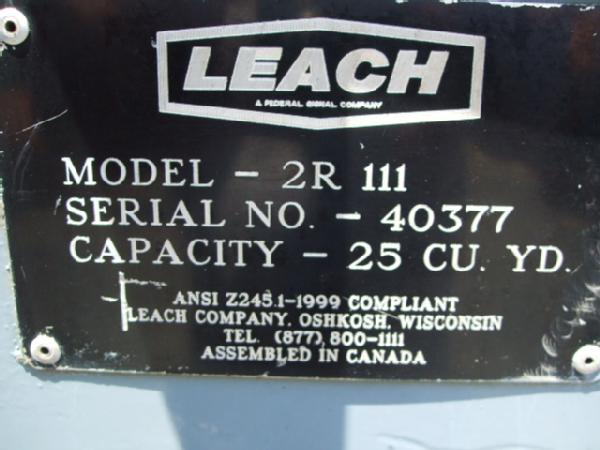 LEACH
A FEDERAL SIGNAL COMPANY
MODEL - 2R 111
SERIAL NO. - 40377
CAPACITY - 25 CU. YD.
ANSI Z245.1-1999 COMPLIANT
LEACH COMPANY, OSHKOSH, WISCONSIN
TEL. (877) 800-1111
ASSEMBLED IN CANADA